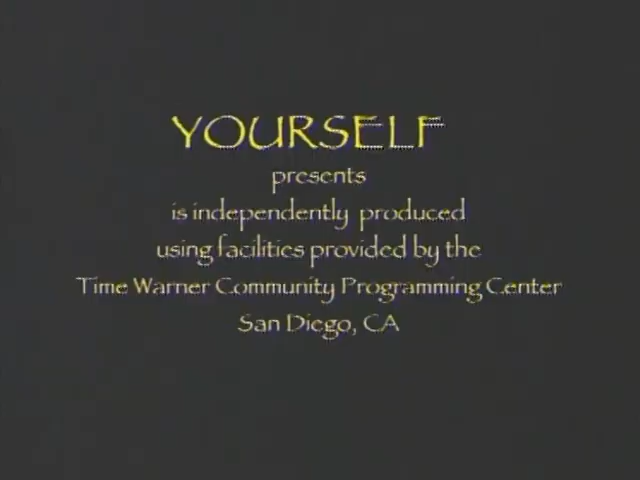 YOURSELF
presents
is independently produced
using facilities provided by the
Time Warner Community Programming Center
San Diego, CA